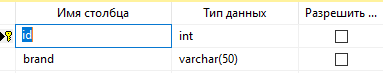 Имя столбца Тип данных Разрешить ...
id int
brand varchar(50)